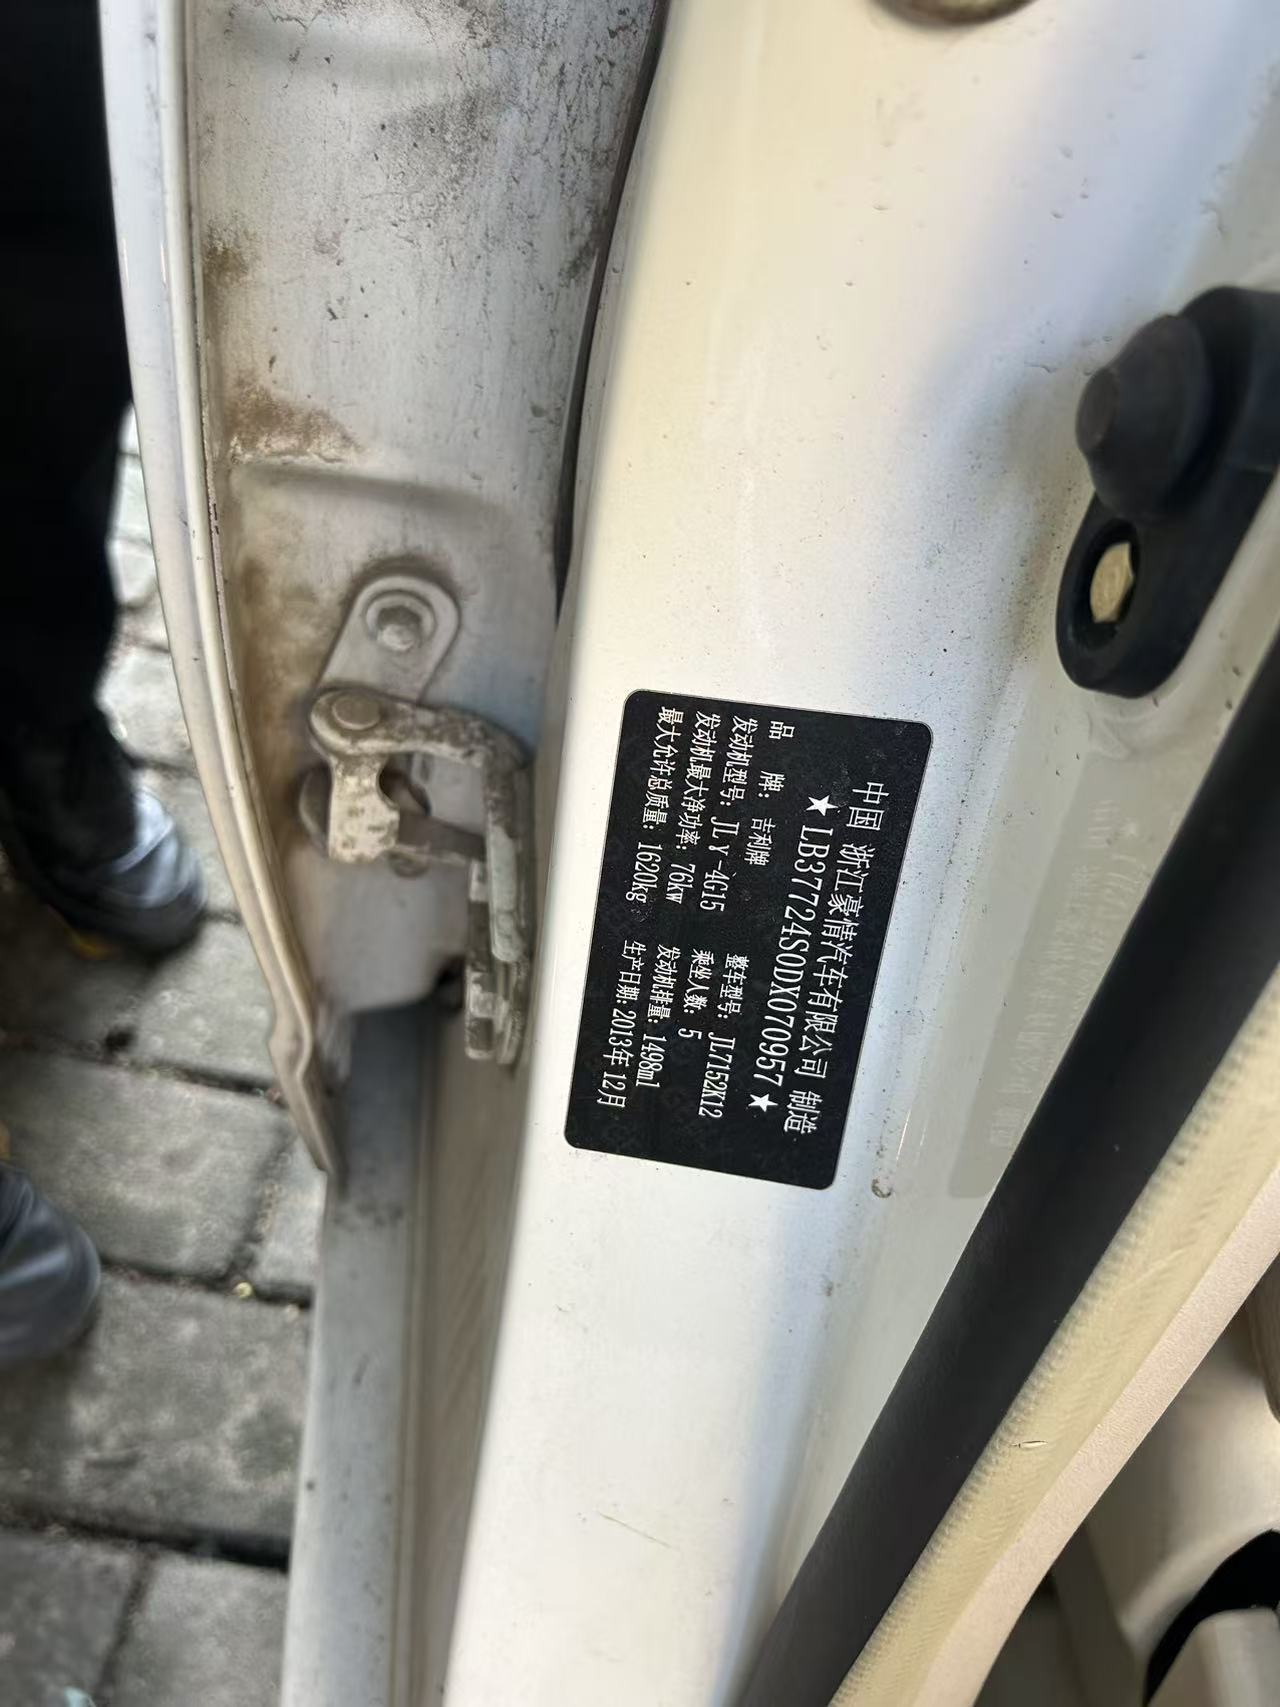 中国 浙江豪情汽车有限公司 制造
★LB37724S0DX070957★
品 牌：吉利牌 整车型号：JL7152K12
发动机型号：JLY-4G15 乘坐人数：5
发动机最大净功率：76kw 发动机排量：1498ml
最大允许总质量：1620kg 生产日期：2013年12月